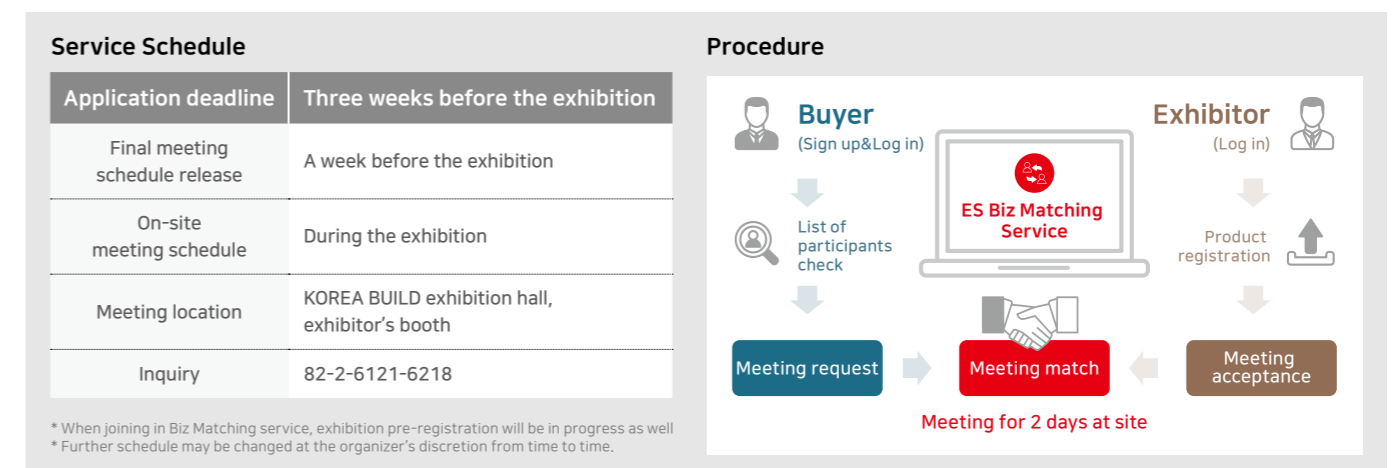 Service Schedule
Application deadline
Three weeks before the exhibition
Final meeting
schedule release
A week before the exhibition
On-site
meeting schedule
During the exhibition
Meeting location
KOREA BUILD exhibition hall,
exhibitor's booth
Inquiry
82-2-6121-6218
* When joining in Biz Matching service, exhibition pre-registration will be in progress as well
* Further schedule may be changed at the organizer's discretion from time to time.
Procedure
Buyer
(Sign up&Log in)
List of
participants
check
Meeting request
ES Biz Matching
Service
Meeting match
Meeting for 2 days at site
Exhibitor
(Log in)
Product
registration
Meeting
acceptance